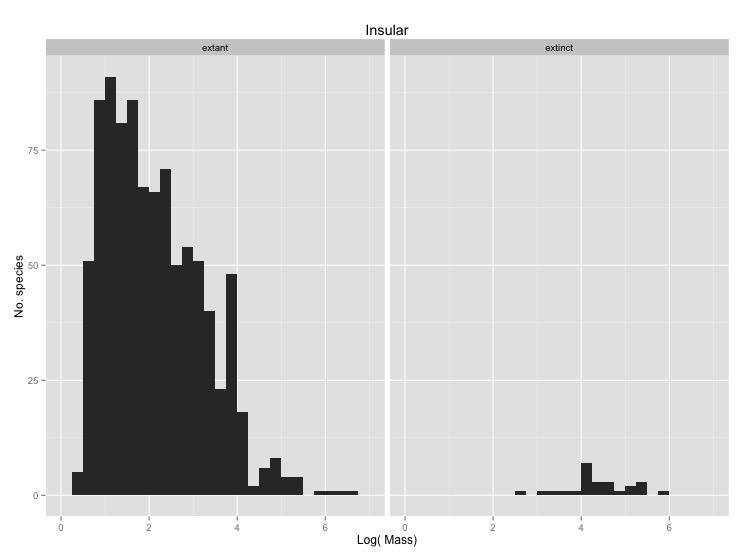 Insular
extant extinct
75
50
25
0
0 2 4 6 0 2 4 6
No. species
Log( Mass)